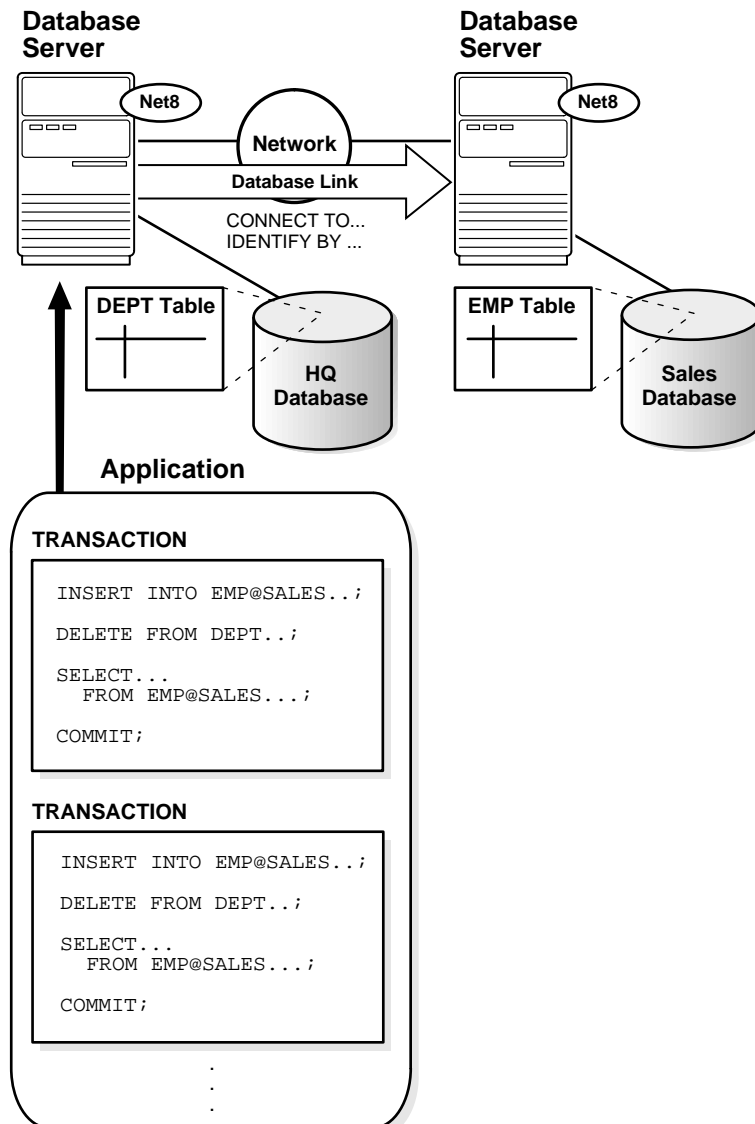 Database
Server
Database
Server
Net8
Net8
Network
Database Link
CONNECT TO...
IDENTIFY BY ...
DEPT Table
HQ
Database
EMP Table
Sales
Database
Application
TRANSACTION
INSERT INTO EMP@SALES..;
DELETE FROM DEPT..;
SELECT...
FROM EMP@SALES...;
COMMIT;
TRANSACTION
INSERT INTO EMP@SALES..;
DELETE FROM DEPT..;
SELECT...
FROM EMP@SALES...;
COMMIT;
.
.
.